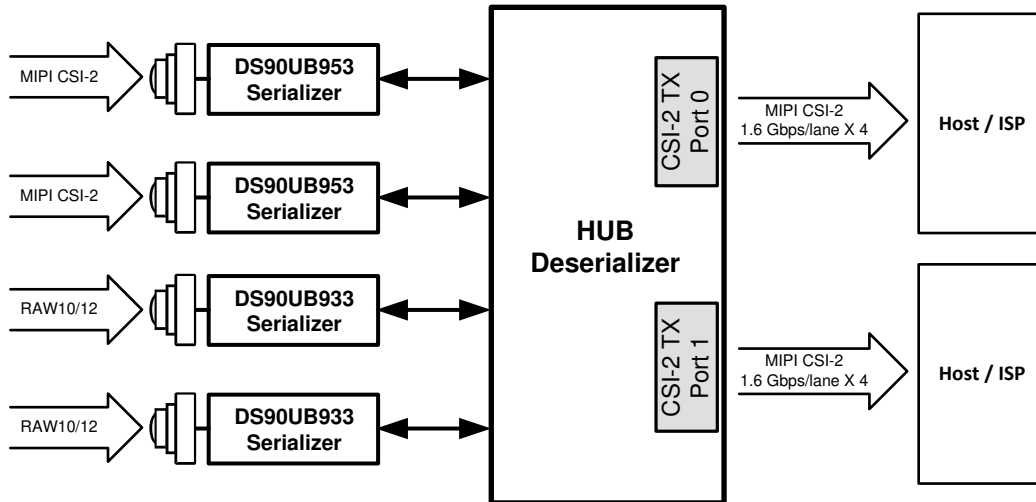 MIPI CSI-2
DS90UB953
Serializer
MIPI CSI-2
DS90UB953
Serializer
RAW10/12
DS90UB933
Serializer
RAW10/12
DS90UB933
Serializer
HUB
Deserializer
CSI-2 TX
Port 0
CSI-2 TX
Port 1
MIPI CSI-2
1.6 Gbps/lane X 4
Host / ISP
MIPI CSI-2
1.6 Gbps/lane X 4
Host / ISP